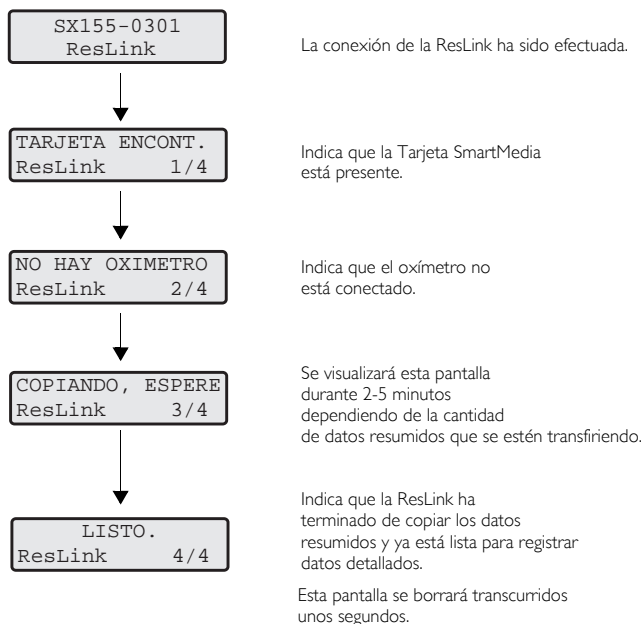 SX155-0301
ResLink
La conexión de la ResLink ha sido efectuada.
TARJETA ENCONT.
ResLink 1/4
Indica que la Tarjeta SmartMedia
está presente.
NO HAY OXIMETRO
ResLink 2/4
Indica que el oxímetro no
está conectado.
COPIANDO, ESPERE
ResLink 3/4
Se visualizará esta pantalla
durante 2-5 minutos
dependiendo de la cantidad
de datos resumidos que se estén transfiriendo.
LISTO.
ResLink 4/4
Indica que la ResLink ha
terminado de copiar los datos
resumidos y ya está lista para registrar
datos detallados.
Esta pantalla se borrará transcurridos
unos segundos.